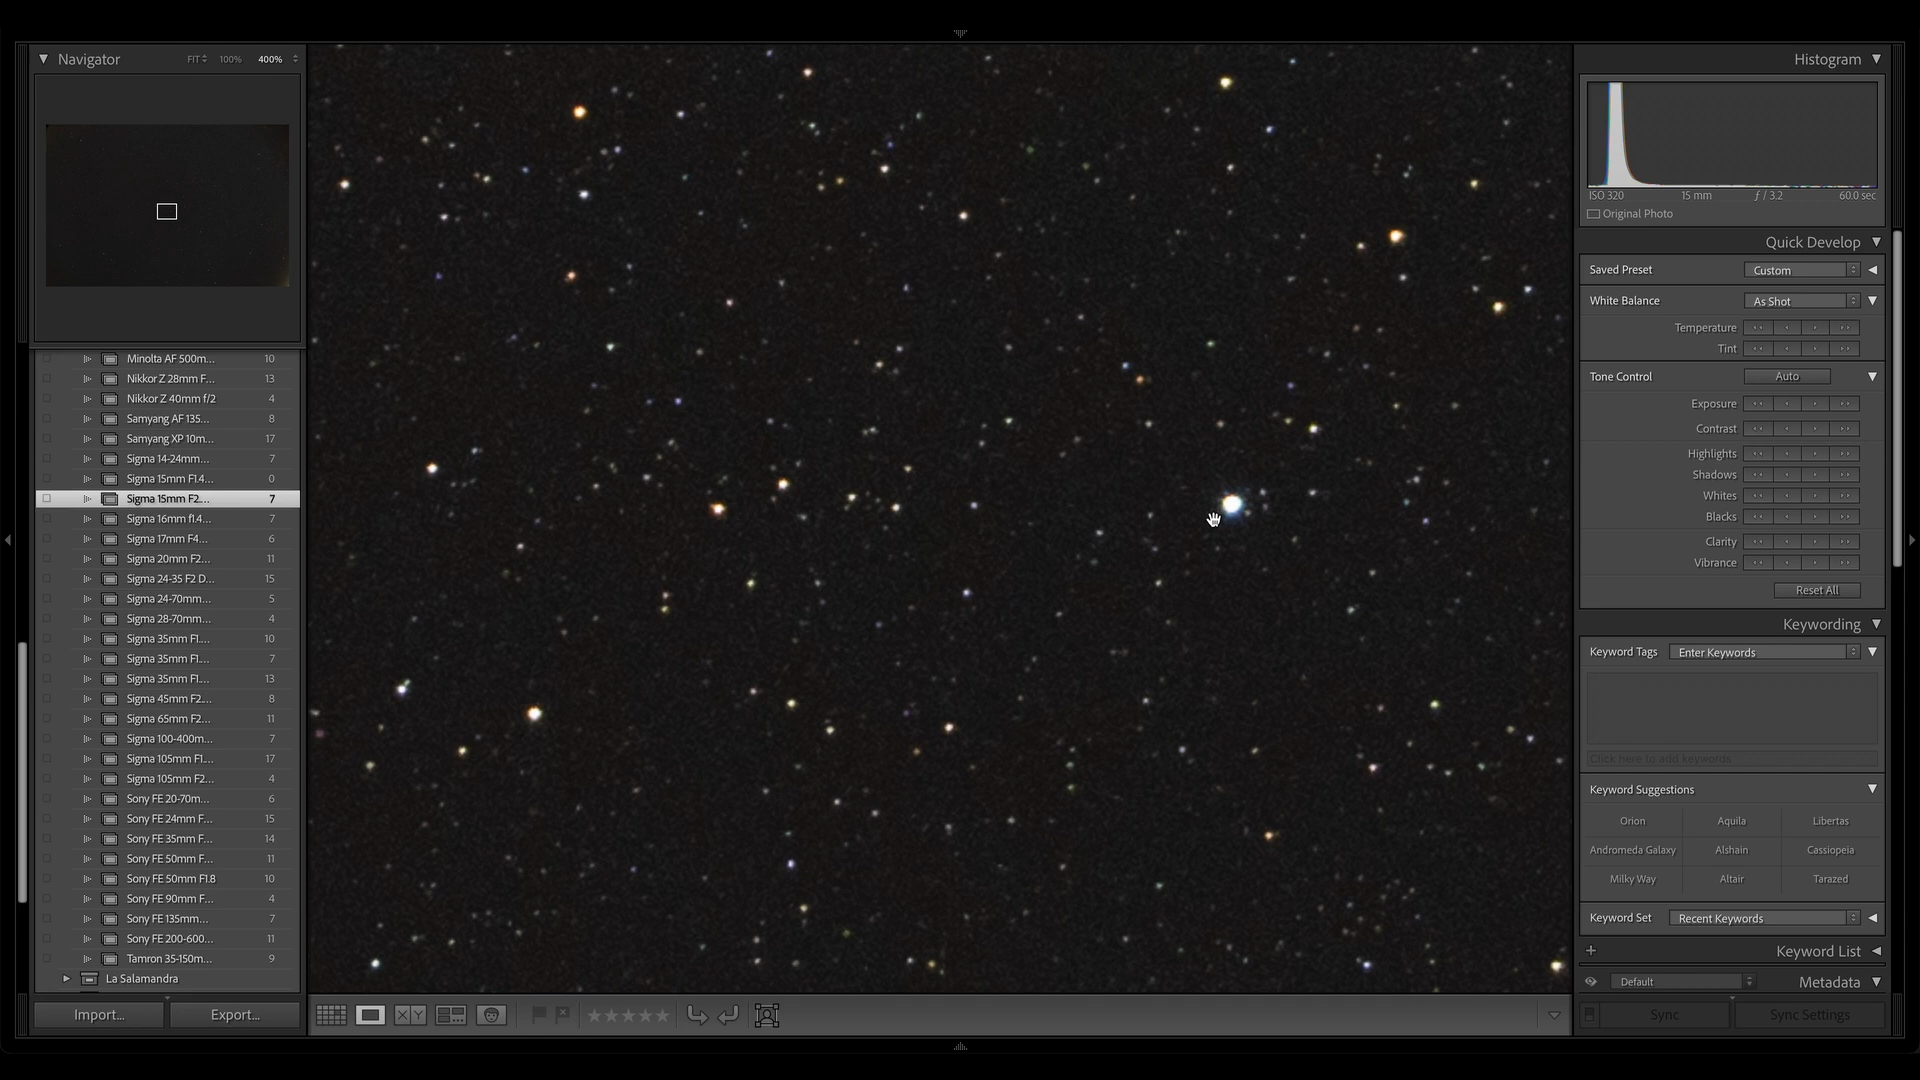 Navigator FIT 100% 400%
Minolta AF 500m... 10
Nikkor Z 28mm F... 13
Nikkor Z 40mm f/2 4
Samyang AF 135... 8
Samyang XP 10m... 17
Sigma 14-24mm... 7
Sigma 15mm F1.4... 0
Sigma 15mm F2.... 7
Sigma 16mm f1.4... 7
Sigma 17mm F4... 6
Sigma 20mm F2... 11
Sigma 24-35 F2 D... 15
Sigma 24-70mm... 5
Sigma 28-70mm... 4
Sigma 35mm F1.... 10
Sigma 35mm F1.... 7
Sigma 35mm F1.... 13
Sigma 45mm F2.... 8
Sigma 65mm F2... 11
Sigma 100-400m... 7
Sigma 105mm F1.... 17
Sigma 105mm F2... 4
Sony FE 20-70m... 6
Sony FE 24mm F... 15
Sony FE 35mm F... 14
Sony FE 50mm F... 11
Sony FE 50mm F1.8 10
Sony FE 90mm F... 4
Sony FE 135mm... 7
Sony FE 200-600... 11
Tamron 35-150m... 9
La Salamandra
Import... Export...
X Y
Histogram
ISO 320 15 mm ƒ / 3.2 60.0 sec
Original Photo
Quick Develop
Saved Preset Custom
White Balance As Shot
Temperature
Tint
Tone Control Auto
Exposure
Contrast
Highlights
Shadows
Whites
Blacks
Clarity
Vibrance
Reset All
Keywording
Keyword Tags Enter Keywords
Click here to add keywords
Keyword Suggestions
Orion Aquila Libertas
Andromeda Galaxy Alshain Cassiopeia
Milky Way Altair Tarazed
Keyword Set Recent Keywords
+ Keyword List
Default Metadata
Sync Sync Settings